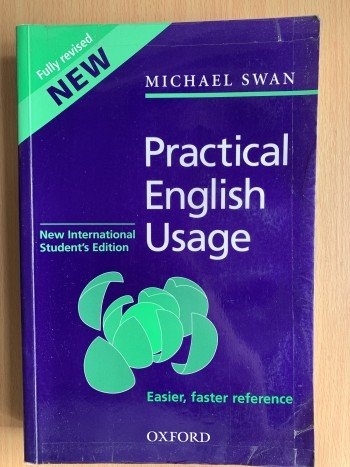 Fully revised
NEW
MICHAEL SWAN
Practical
English
Usage
New International
Student's Edition
Easier, faster reference
OXFORD